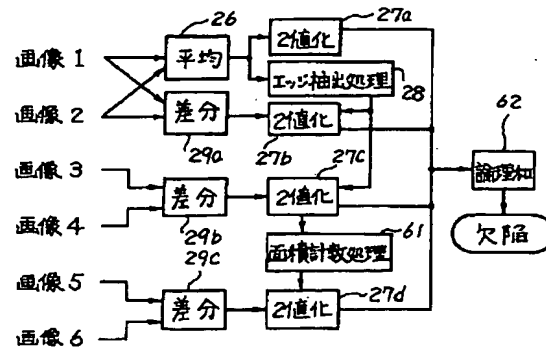 26
27a
画像 1
平均
2値化
エッジ抽出処理
28
画像 2
差分
2値化
62
29a
27b
27c
画像 3
差分
2値化
論理和
画像 4
29b
61
欠陥
29c
面積計数処理
画像 5
差分
2値化
27d
画像 6